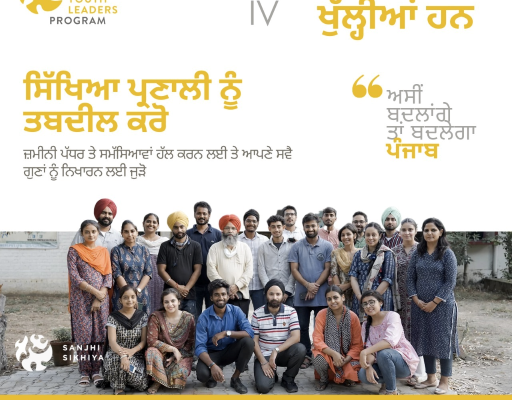 YOUTH
LEADERS
PROGRAM
IV
ਖੁੱਲ੍ਹੀਆਂ ਹਨ
ਸਿੱਖਿਆ ਪ੍ਰਣਾਲੀ ਨੂੰ
ਤਬਦੀਲ ਕਰੋ
ਜ਼ਮੀਨੀ ਪੱਧਰ ਤੇ ਸਮੱਸਿਆਵਾਂ ਹੱਲ ਕਰਨ ਲਈ ਤੇ ਆਪਣੇ ਸਵੈ
ਗੁਣਾਂ ਨੂੰ ਨਿਖਾਰਨ ਲਈ ਜੁੜੋ
ਅਸੀਂ
ਬਦਲਾਂਗੇ
ਤਾਂ ਬਦਲੇਗਾ
ਪੰਜਾਬ
SANJHI
SIKHIYA